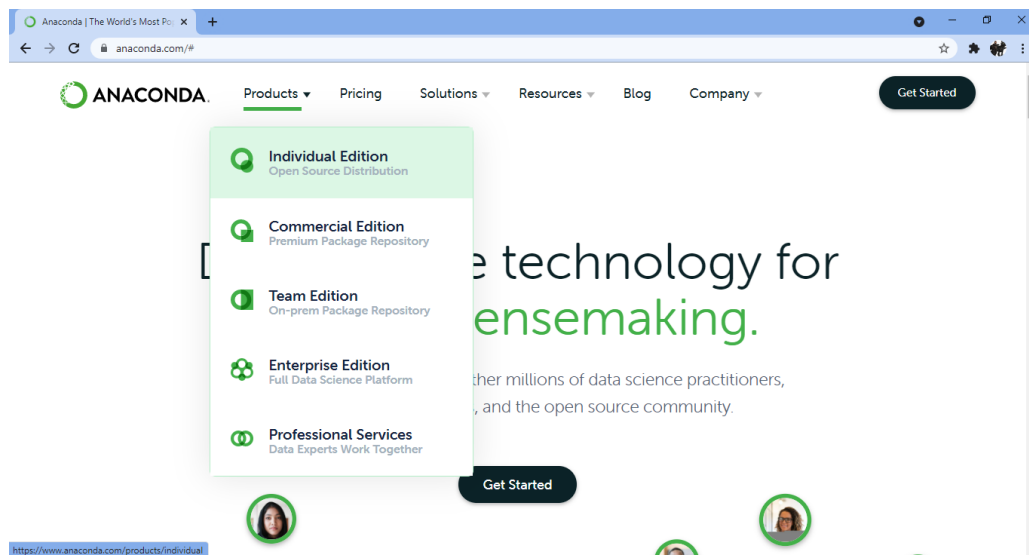 Anaconda | The World's Most Po
anaconda.com/#
ANACONDA.
Products
Pricing
Solutions
Resources
Blog
Company
Get Started
Individual Edition
Open Source Distribution
Commercial Edition
Premium Package Repository
Team Edition
On-prem Package Repository
Enterprise Edition
Full Data Science Platform
Professional Services
Data Experts Work Together
technology for
ensemaking.
millions of data science practitioners,
, and the open source community.
Get Started
https://www.anaconda.com/products/individual